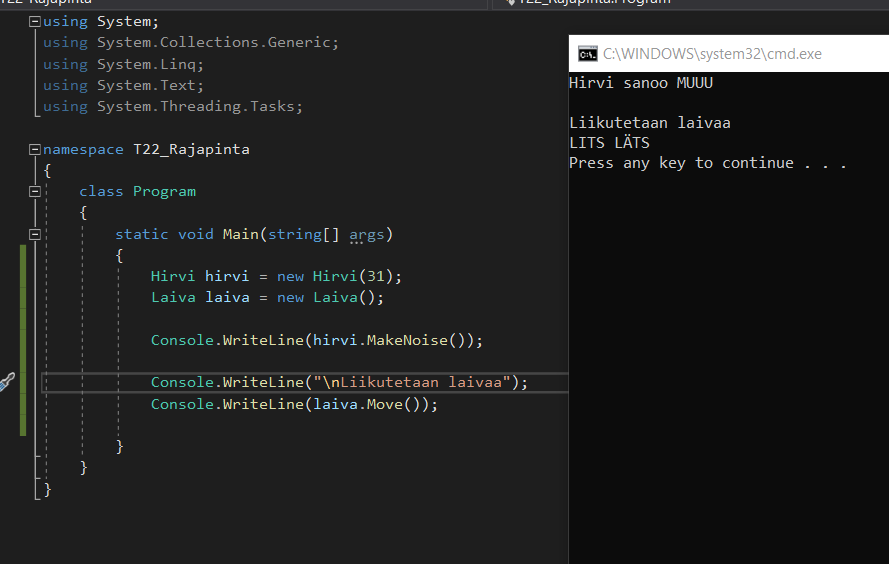 T22_Rajapinta
T22_Rajapinta.Program
using System;
using System.Collections.Generic;
using System.Linq;
using System.Text;
using System.Threading.Tasks;
namespace T22_Rajapinta
{
class Program
{
static void Main(string[] args)
{
Hirvi hirvi = new Hirvi(31);
Laiva laiva = new Laiva();
Console.WriteLine(hirvi.MakeNoise());
Console.WriteLine("\nLiikutetaan laivaa");
Console.WriteLine(laiva.Move());
}
}
}
C:\WINDOWS\system32\cmd.exe
Hirvi sanoo MUUU
Liikutetaan laivaa
LITS LÄTS
Press any key to continue . . .